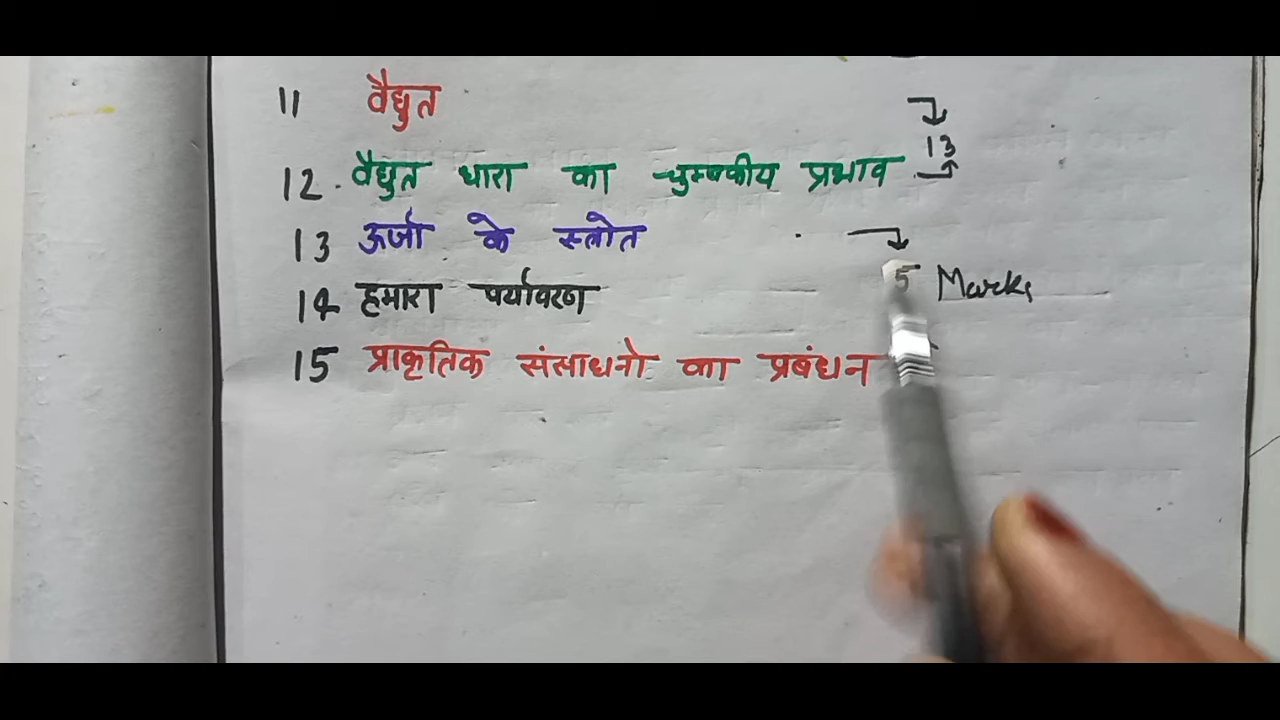 11 वैद्युत
13
12. वैद्युत धारा का चुम्बकीय प्रभाव
13 ऊर्जा के स्त्रोत
5 Marks
14 हमारा पर्यावरण
15 प्राकृतिक संसाधनो का प्रबंधन